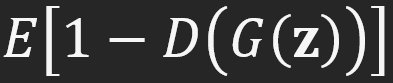 E[1 − D(G(𝐳))]